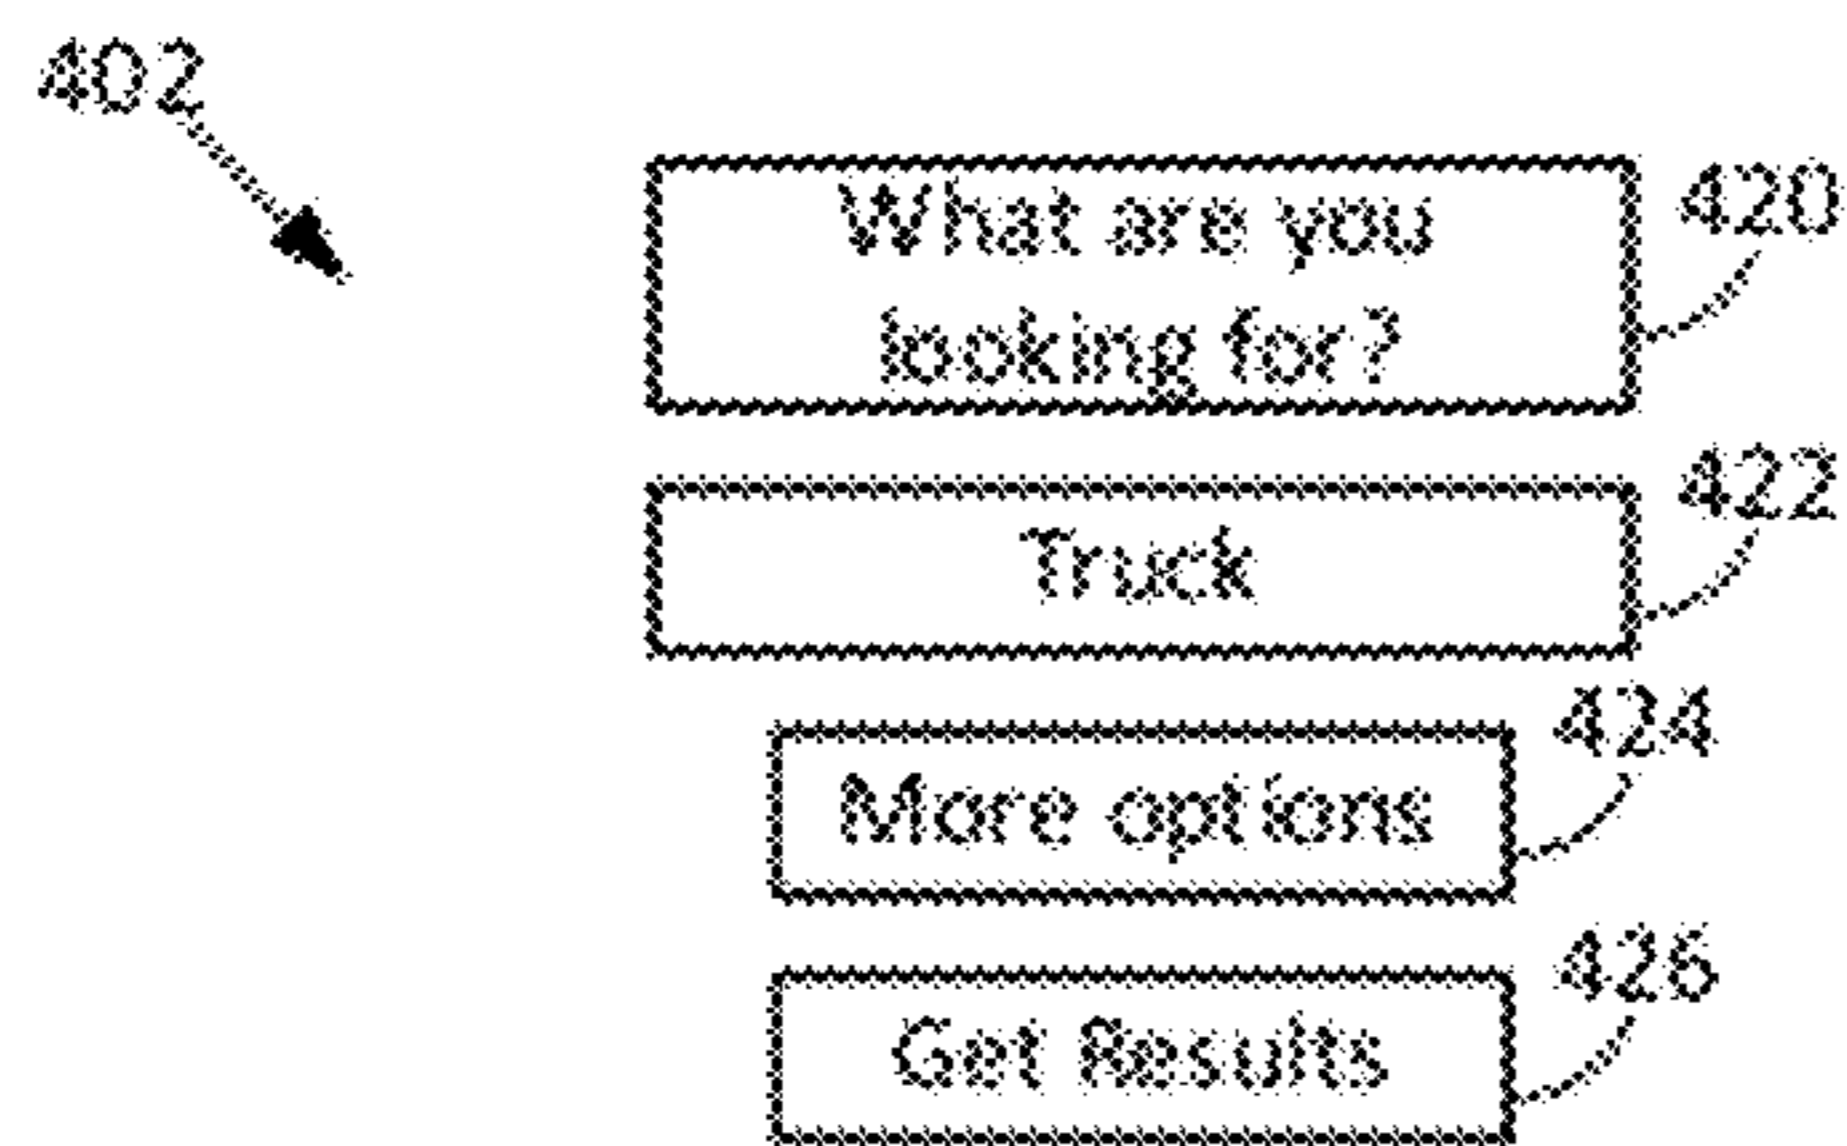 402
What are you
looking for?
420
Truck
422
More options
424
Get Results
426